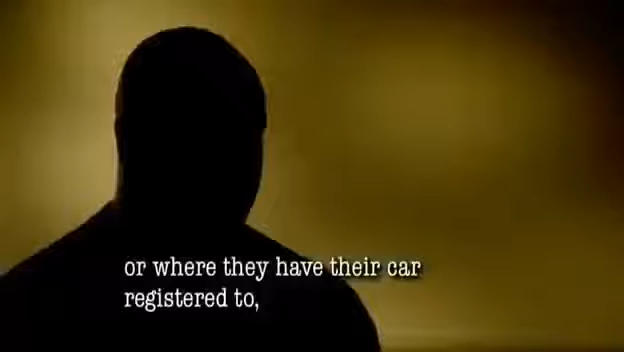 or where they have their car
registered to,